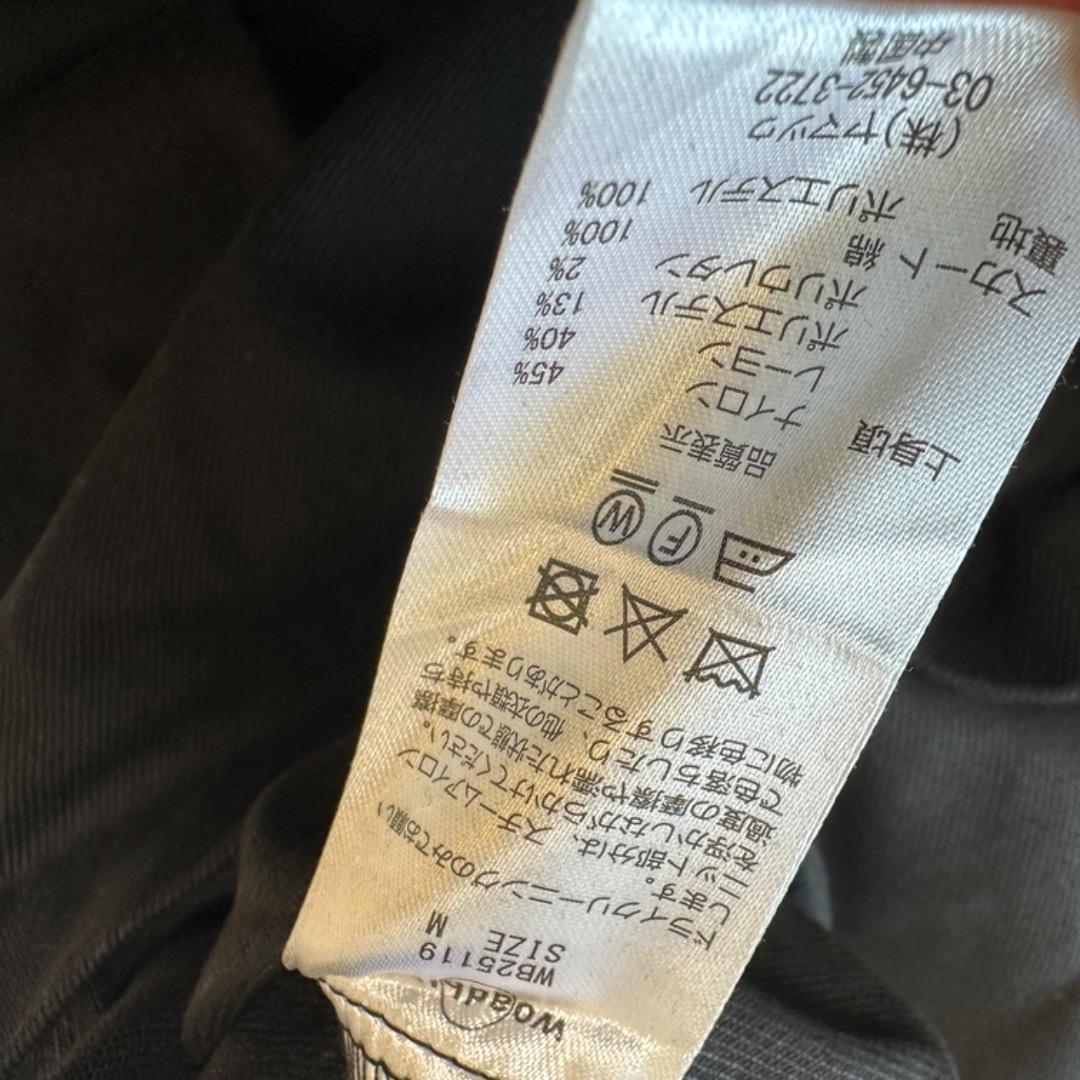 woadb
WB25119
SIZE M
ドライクリーニングのみでお願い
します。
ニット部分は、スチームアイロン
を浮かしながらかけてください。
過度の摩擦や濡れた状態での摩擦
で色落ちしたり、他の衣類や持ち
物に色移りすることがあります。
F W
品質表示
上身頃 ナイロン 45%
レーヨン 40%
ポリエステル 13%
ポリウレタン 2%
スカート 綿 100%
裏地 ポリエステル 100%
(株)ヤマツウ
03-6452-3722
中国製